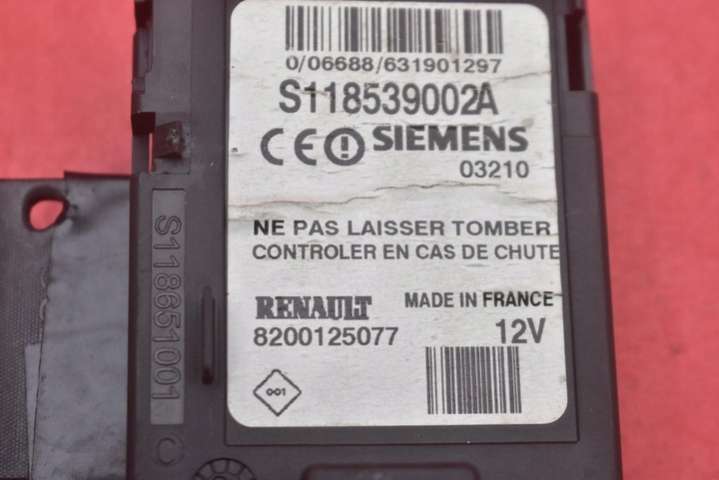 0/06688/631901297
S118539002A
CE SIEMENS
03210
NE PAS LAISSER TOMBER
CONTROLER EN CAS DE CHUTE
RENAULT MADE IN FRANCE
8200125077 12V
001
S118651001